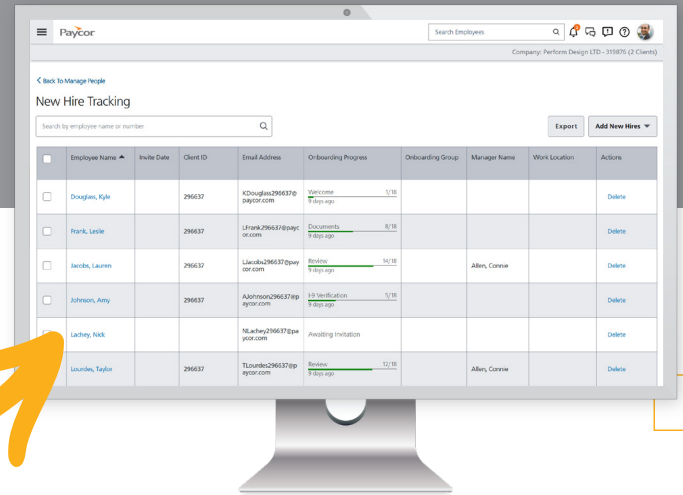 Paycor
Search Employees
Company: Perform Design LTD - 319876 (2 Clients)
Back To Manage People
New Hire Tracking
Search by employee name or number
Export
Add New Hires
Employee Name Invite Date Client ID Email Address Onboarding Progress Onboarding Group Manager Name Work Location Actions
Douglass, Kyle 296637 KDouglass296637@ Welcome 1/18 Delete
paycor.com 9 days ago
Frank, Leslie 296637 LFrank296637@payc Documents 8/18 Delete
or.com 9 days ago
Jacobs, Lauren 296637 LJacobs296637@pay Review 14/18 Allen, Connie Delete
cor.com 9 days ago
Johnson, Amy 296637 AJohnson296637@p I-9 Verification 5/18 Delete
aycor.com 9 days ago
Lachey, Nick NLachey296637@pa Awaiting Invitation Delete
ycor.com
Lourdes, Taylor 296637 TLourdes296637@p Review 12/18 Allen, Connie Delete
aycor.com 9 days ago